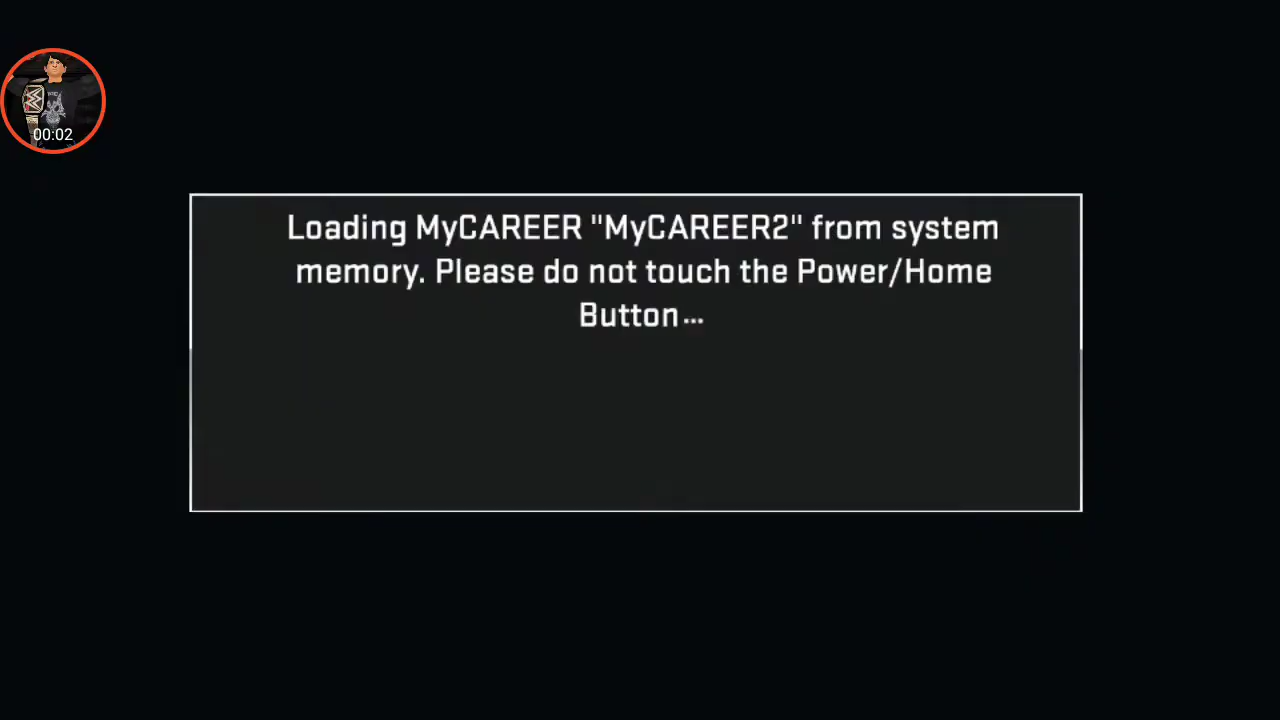 00:02
Loading MyCAREER "MyCAREER2" from system
memory. Please do not touch the Power/Home
Button...